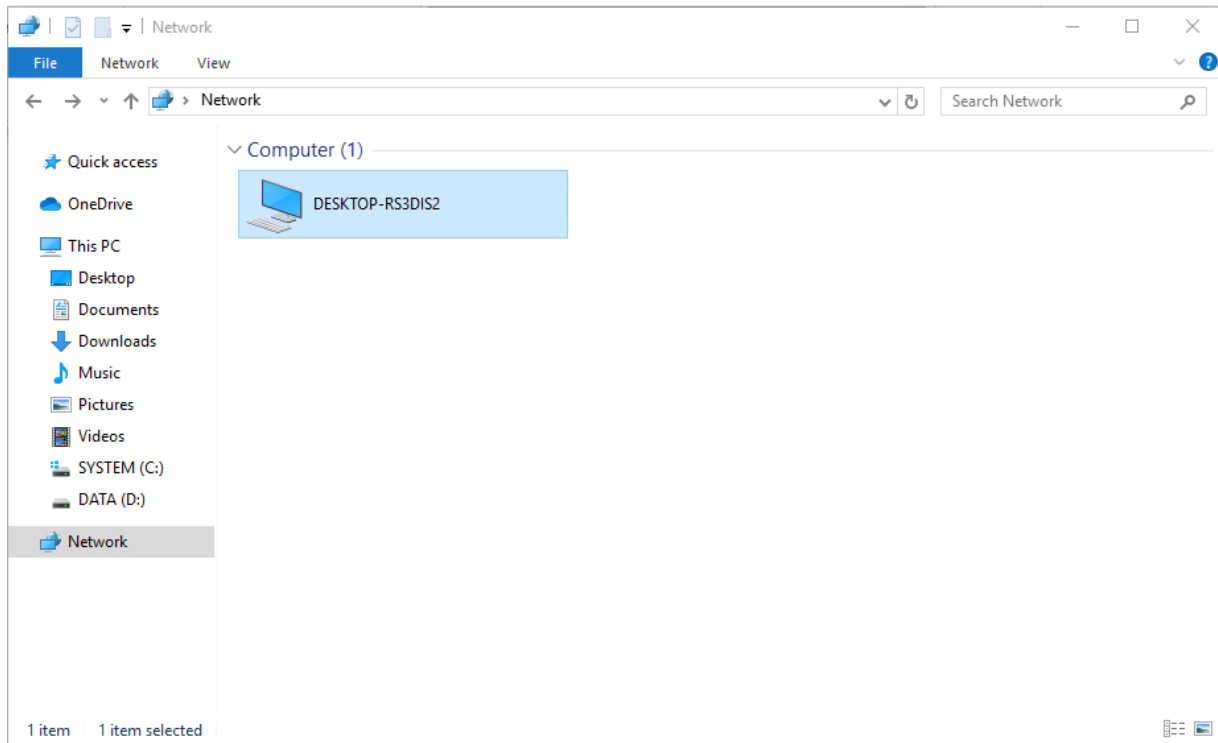 Network
File Network View
Network Search Network
Computer (1)
Quick access
DESKTOP-RS3DIS2
OneDrive
This PC
Desktop
Documents
Downloads
Music
Pictures
Videos
SYSTEM (C:)
DATA (D:)
Network
1 item 1 item selected